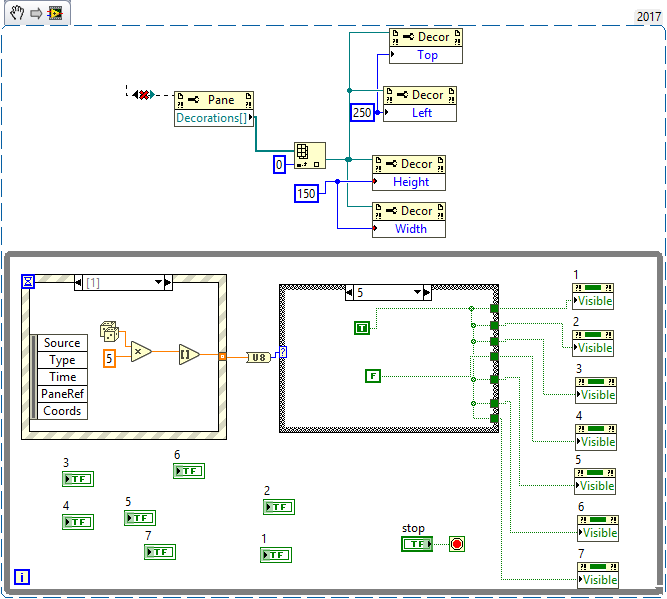 2017
Decor
Top
Pane
Decorations[]
Decor
250
Left
0
Decor
150
Height
Decor
Width
[1]
5
1
Visible
T
2
Visible
Source
Type
5
U8
?
Time
F
3
Visible
PaneRef
Coords
4
Visible
5
Visible
3
TF
6
TF
4
TF
5
TF
2
TF
6
Visible
7
TF
1
TF
stop
TF
7
Visible
i